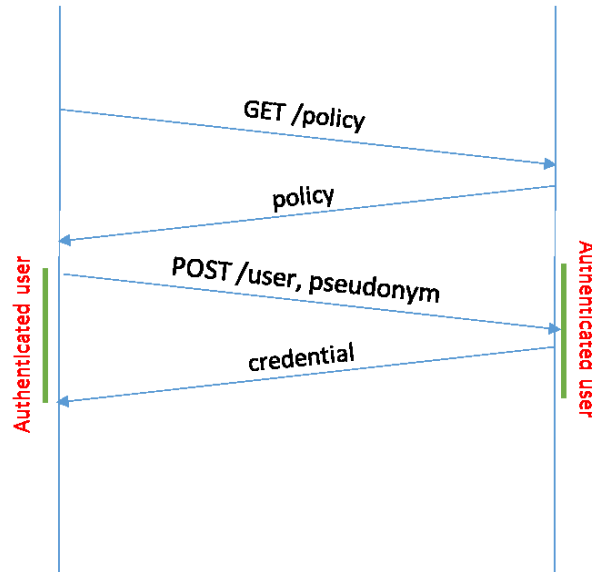 GET /policy
policy
POST /user, pseudonym
credential
Authenticated user
Authenticated user